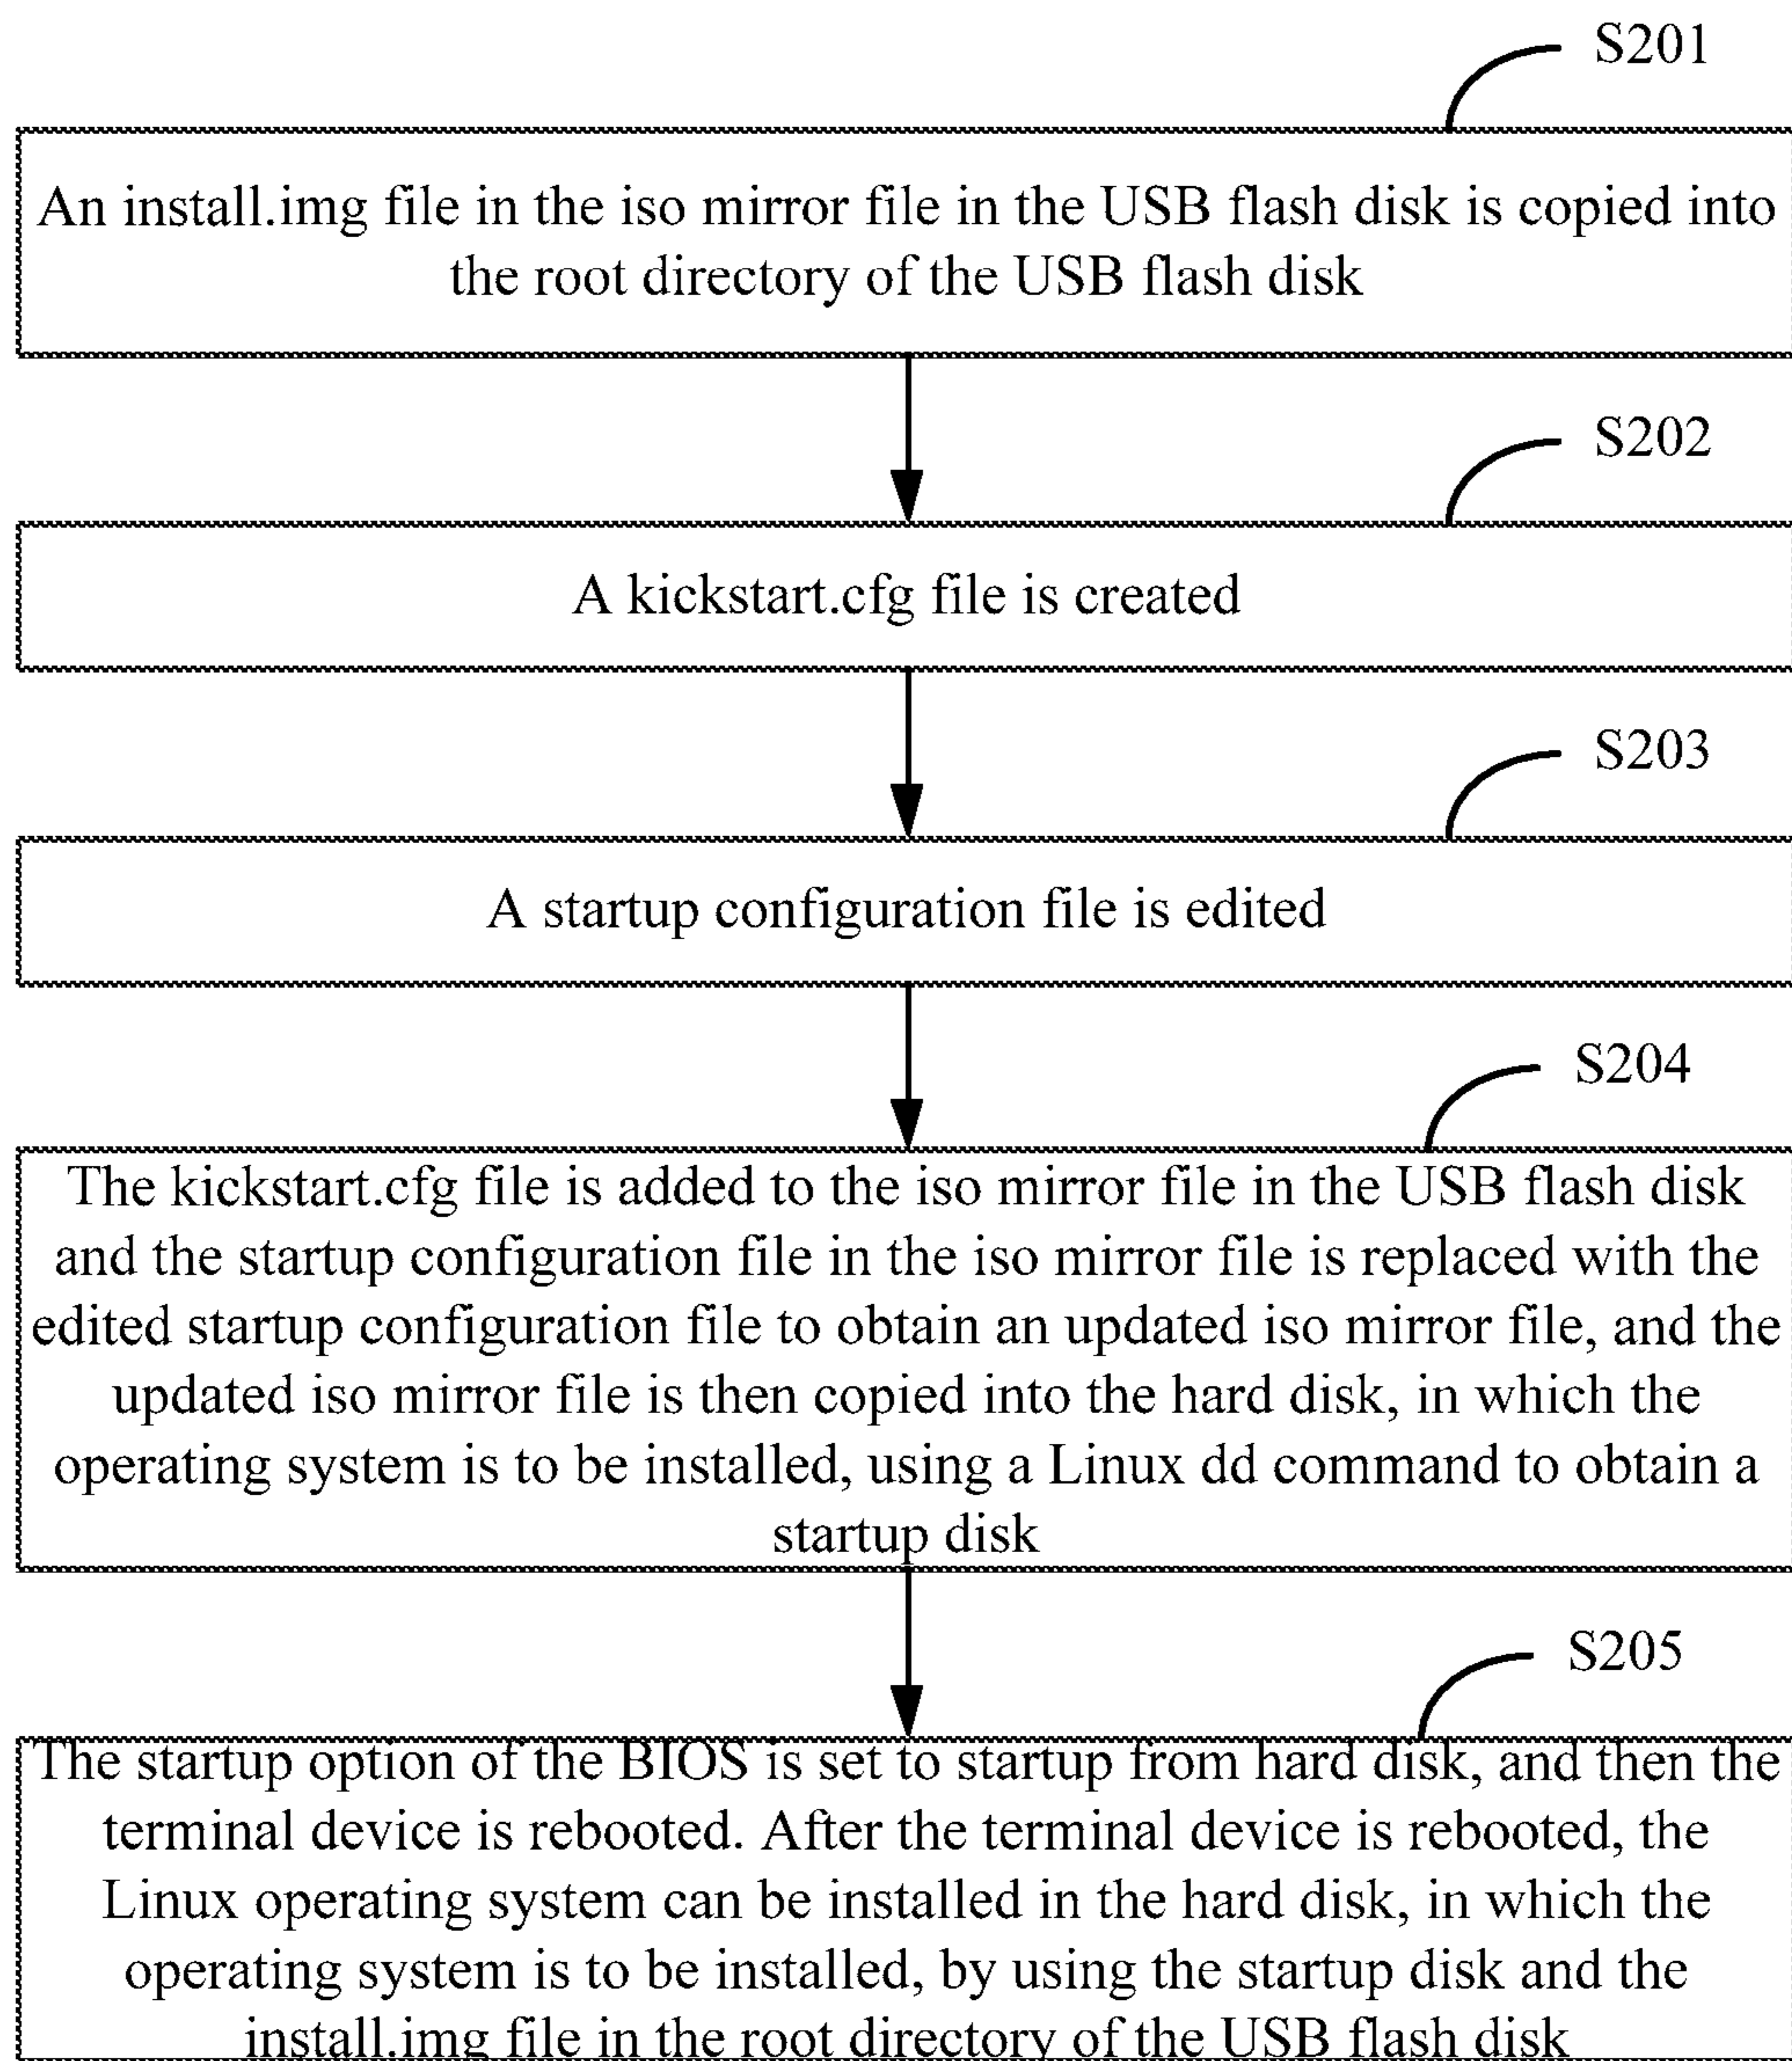 S201
An install.img file in the iso mirror file in the USB flash disk is copied into
the root directory of the USB flash disk
S202
A kickstart.cfg file is created
S203
A startup configuration file is edited
S204
The kickstart.cfg file is added to the iso mirror file in the USB flash disk
and the startup configuration file in the iso mirror file is replaced with the
edited startup configuration file to obtain an updated iso mirror file, and the
updated iso mirror file is then copied into the hard disk, in which the
operating system is to be installed, using a Linux dd command to obtain a
startup disk
S205
The startup option of the BIOS is set to startup from hard disk, and then the
terminal device is rebooted. After the terminal device is rebooted, the
Linux operating system can be installed in the hard disk, in which the
operating system is to be installed, by using the startup disk and the
install.img file in the root directory of the USB flash disk